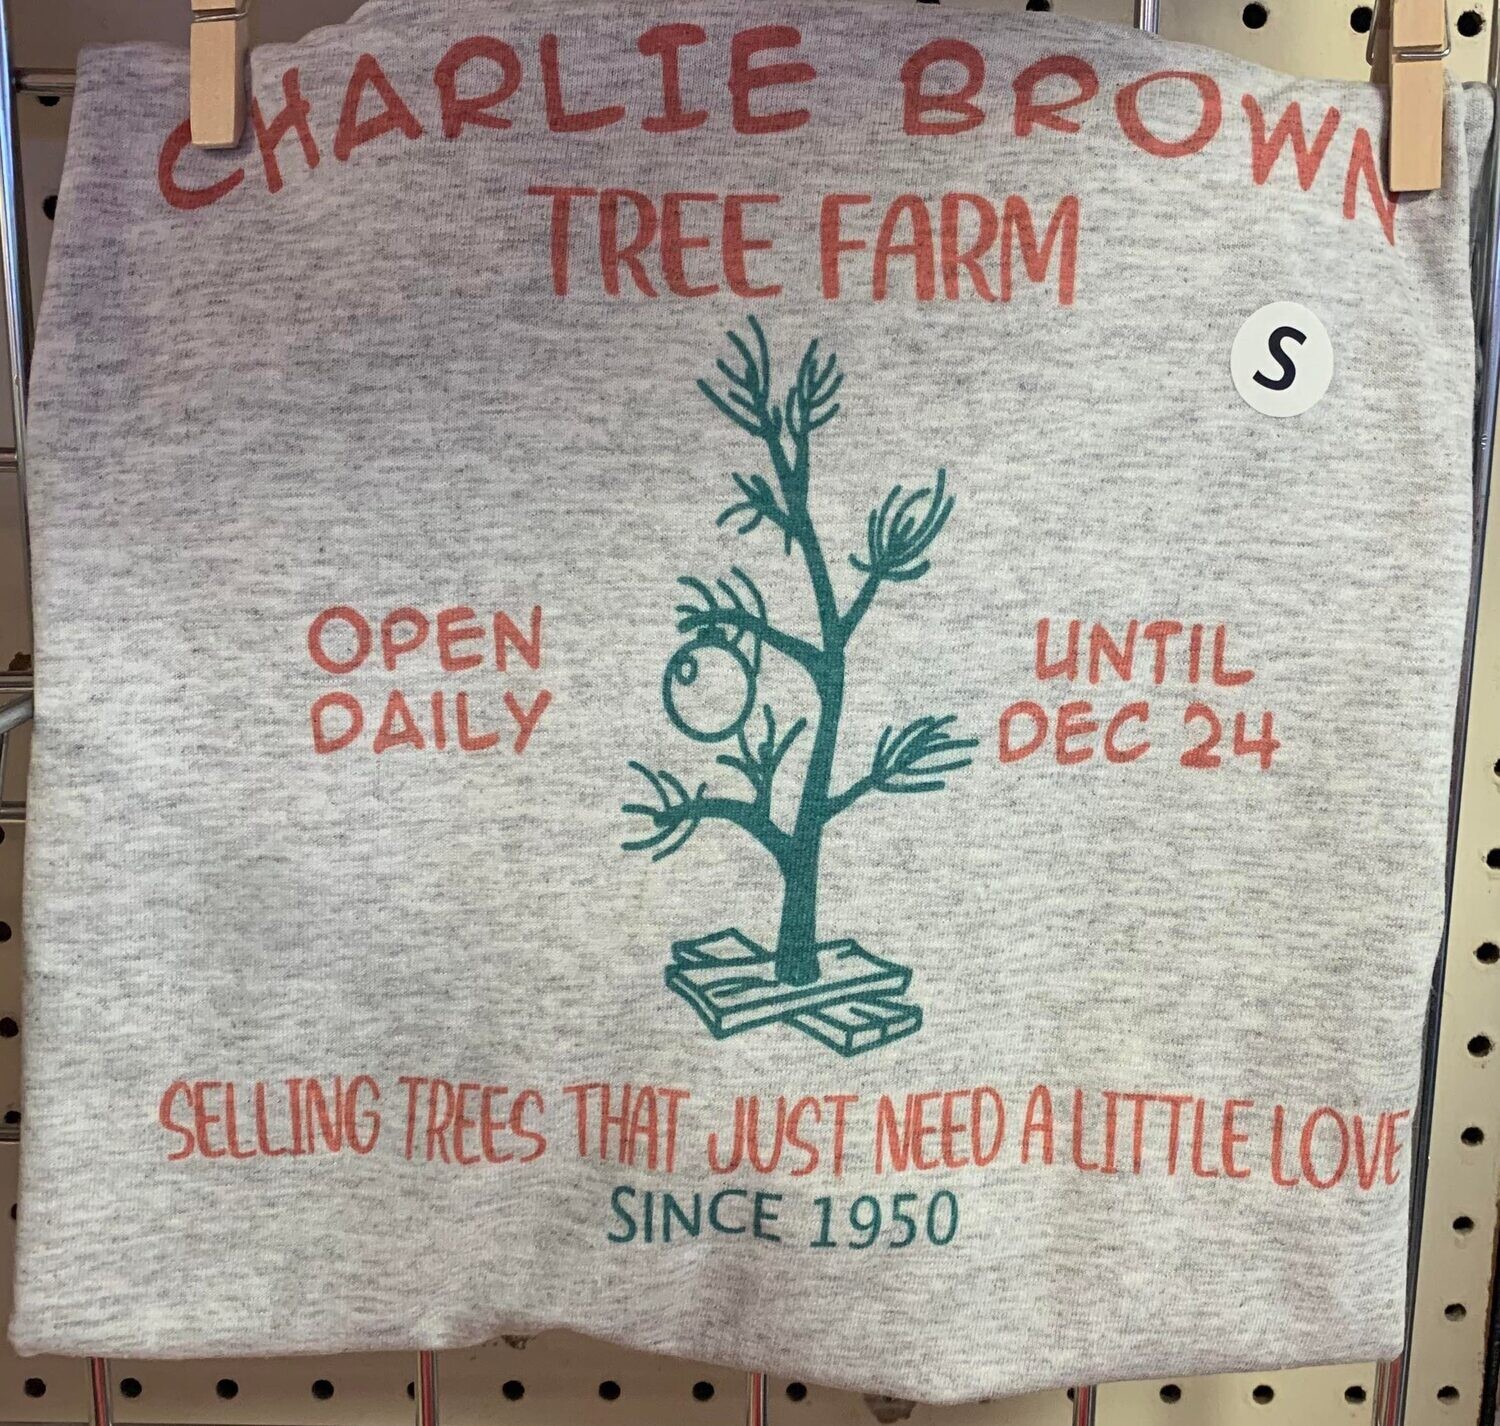 CHARLIE BROWN
TREE FARM
S
OPEN
DAILY
UNTIL
DEC 24
SELLING TREES THAT JUST NEED A LITTLE LOVE
SINCE 1950